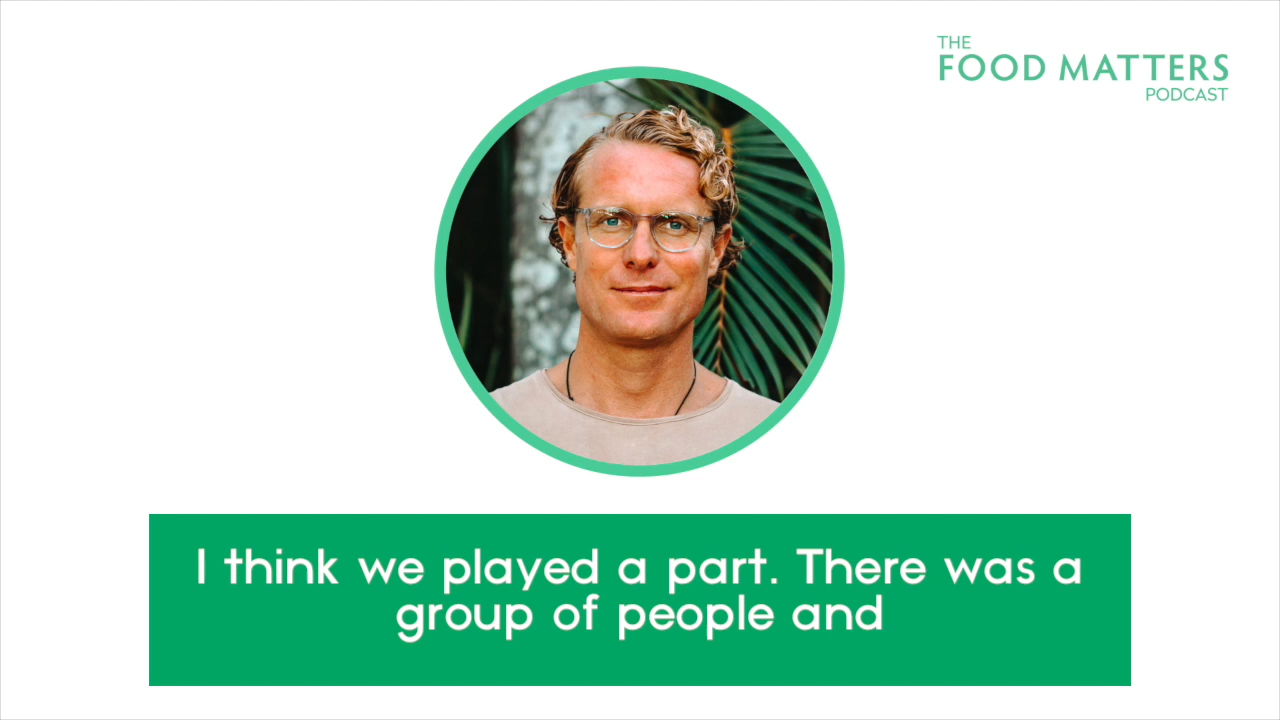 THE
FOOD MATTERS
PODCAST
I think we played a part. There was a
group of people and